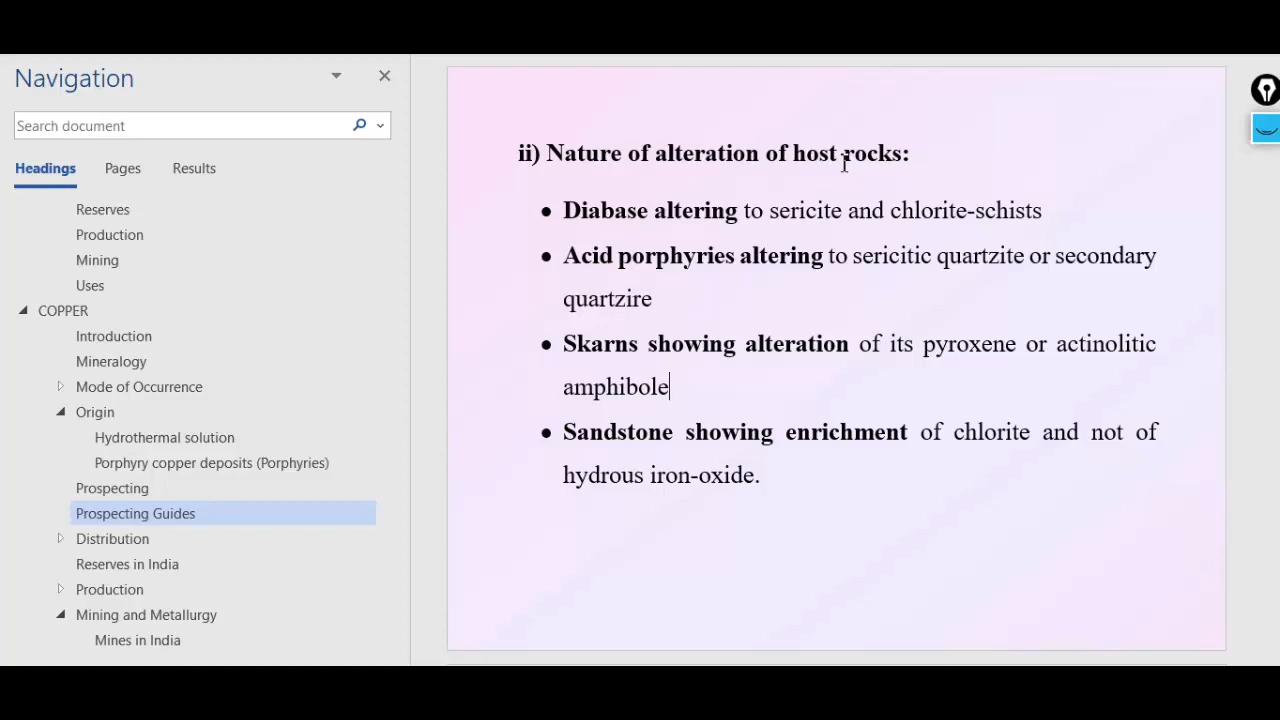 Navigation
Search document
Headings Pages Results
Reserves
Production
Mining
Uses
COPPER
Introduction
Mineralogy
Mode of Occurrence
Origin
Hydrothermal solution
Porphyry copper deposits (Porphyries)
Prospecting
Prospecting Guides
Distribution
Reserves in India
Production
Mining and Metallurgy
Mines in India
ii) Nature of alteration of host rocks:
• Diabase altering to sericite and chlorite-schists
• Acid porphyries altering to sericitic quartzite or secondary
quartzire
• Skarns showing alteration of its pyroxene or actinolitic
amphibole
• Sandstone showing enrichment of chlorite and not of
hydrous iron-oxide.